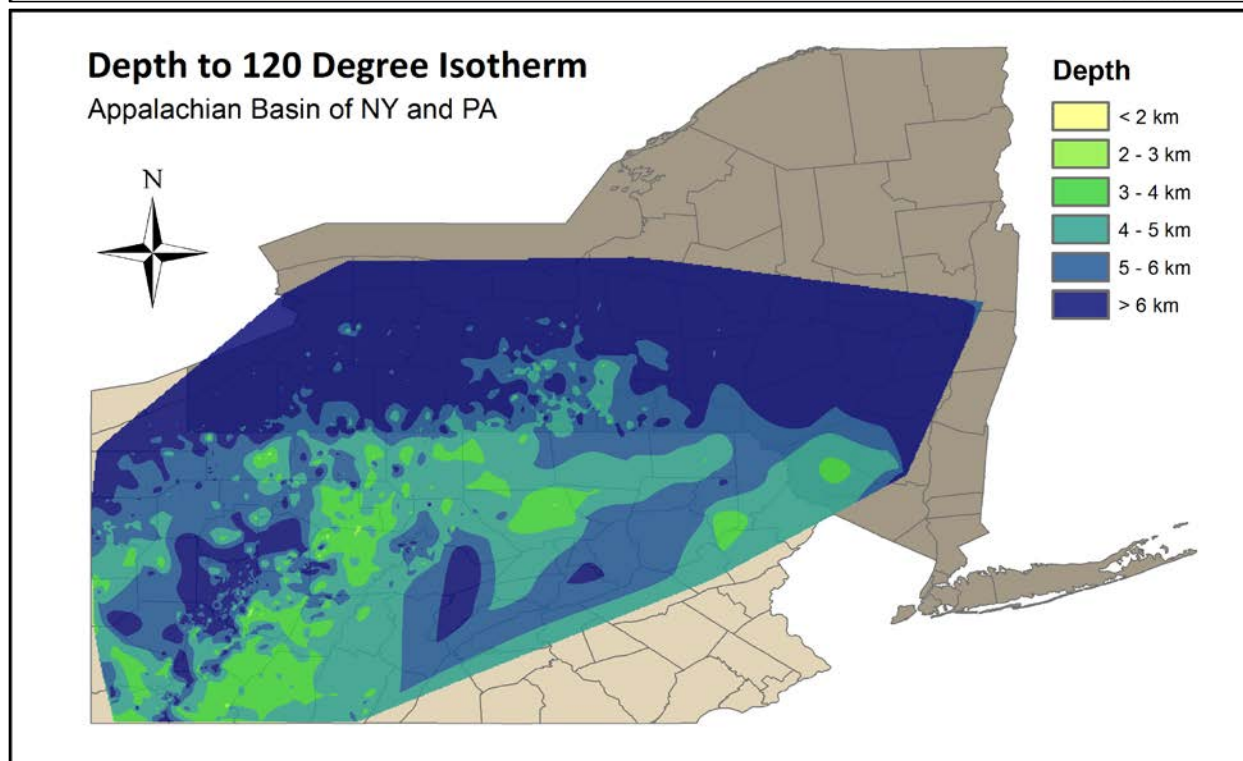 Depth to 120 Degree Isotherm
Appalachian Basin of NY and PA
N
Depth
< 2 km
2 - 3 km
3 - 4 km
4 - 5 km
5 - 6 km
> 6 km